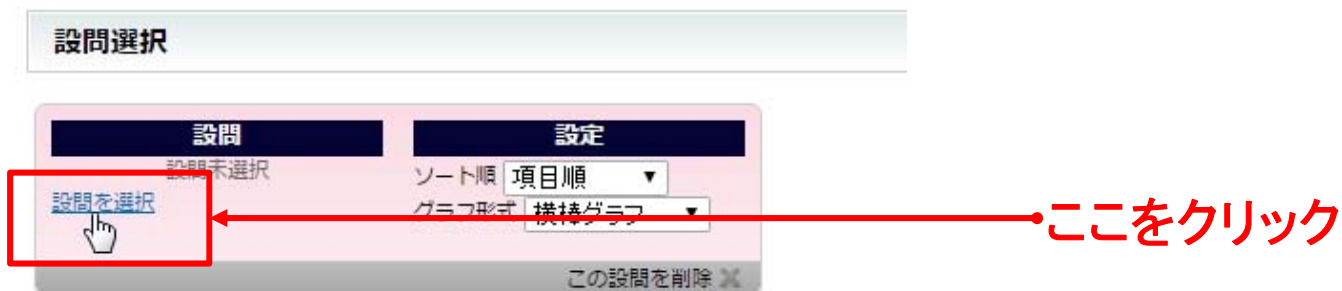 設問選択
設問
設問未選択
設問を選択
設定
ソート順 項目順 ▼
グラフ形式 横棒グラフ ▼
この設問を削除 ✖
ここをクリック